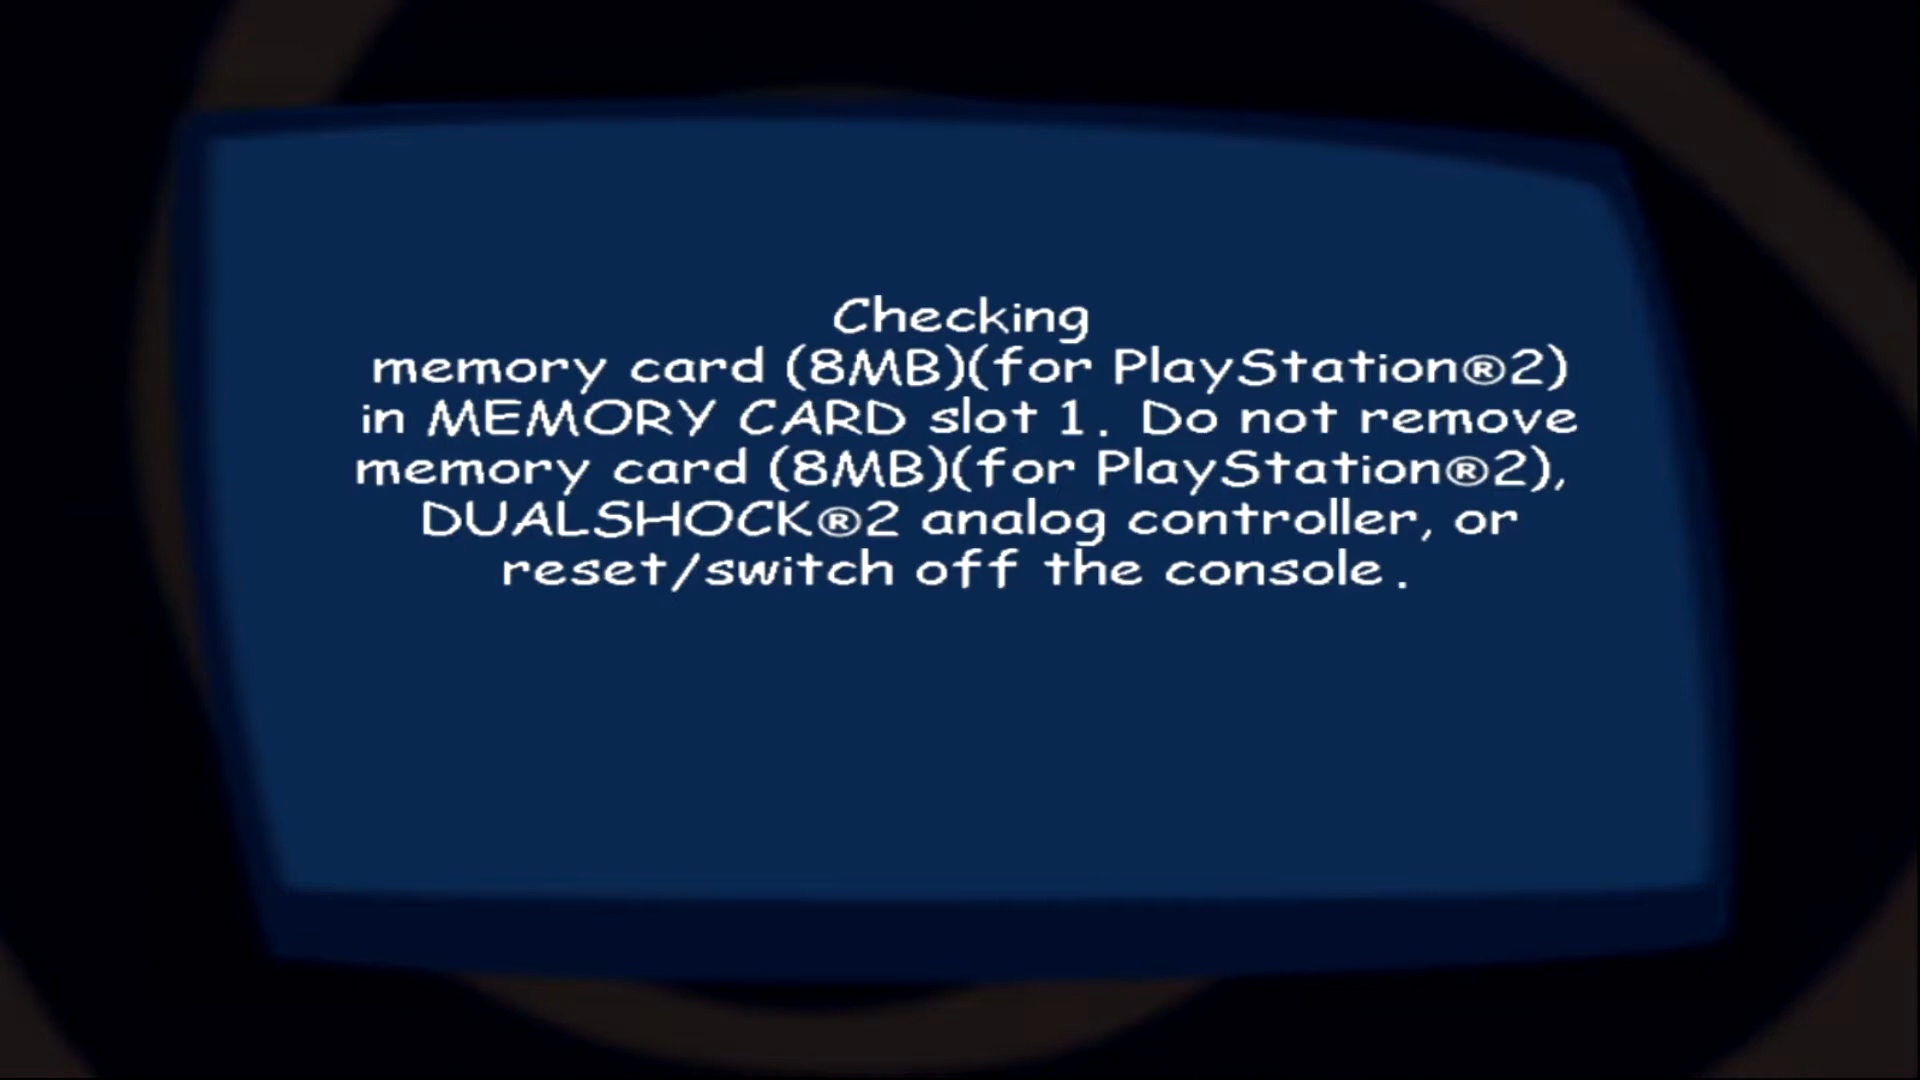 Checking
memory card (8MB)(for PlayStation®2)
in MEMORY CARD slot 1. Do not remove
memory card (8MB)(for PlayStation®2),
DUALSHOCK®2 analog controller, or
reset/switch off the console.